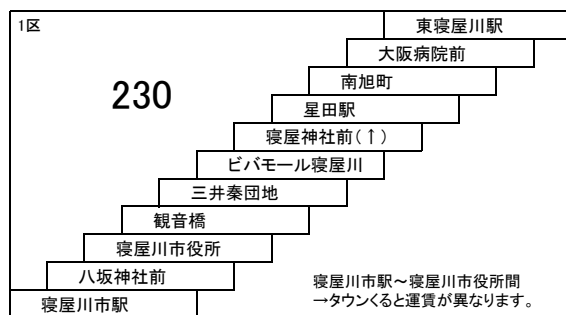 1区
東寝屋川駅
大阪病院前
230
南旭町
星田駅
寝屋神社前(↑)
ビバモール寝屋川
三井秦団地
観音橋
寝屋川市役所
八坂神社前
寝屋川市駅
寝屋川市駅~寝屋川市役所間
→タウンくると運賃が異なります。